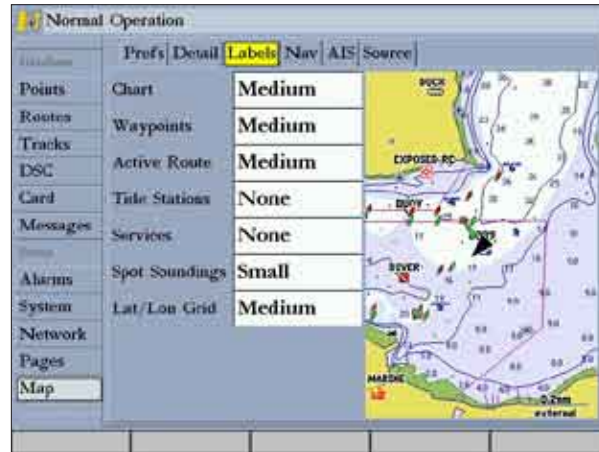 Normal Operation
Prefs Detail Labels Nav AIS Source
Points
Routes
Tracks
DSC
Card
Messages
Alarms
System
Network
Pages
Map
Chart Medium
Waypoints Medium
Active Route Medium
Tide Stations None
Services None
Spot Soundings Small
Lat/Lon Grid Medium
EXPOSED-RC
BUOY
DIVER
MARINE
0.2nm
external